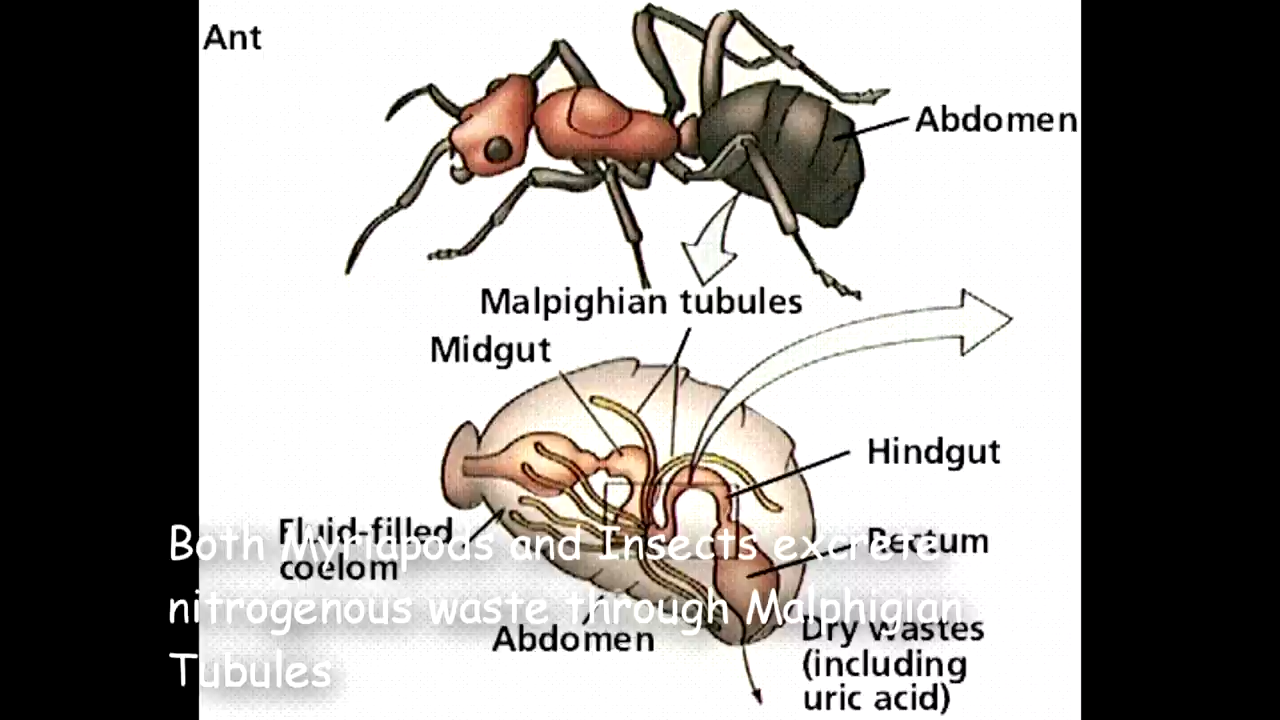 Ant
Abdomen
Malpighian tubules
Midgut
Hindgut
Fluid-filled
coelom
Rectum
Both Myriapods and Insects excrete
nitrogenous waste through Malphigian
Tubules
Abdomen
Dry wastes
(including
uric acid)